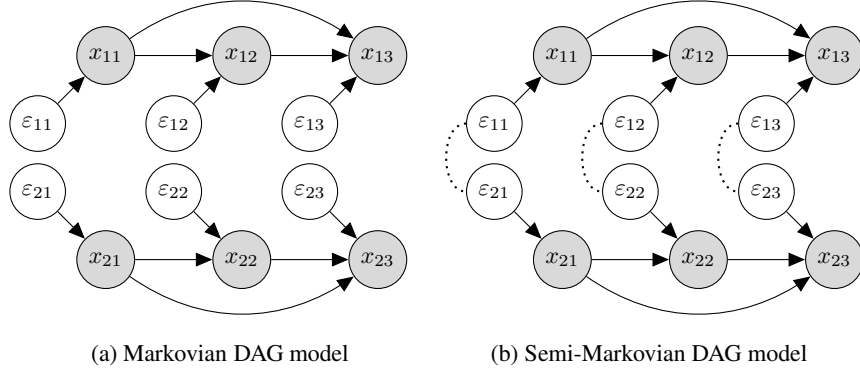 x₁₁ x₁₂ x₁₃ x₁₁ x₁₂ x₁₃
ε₁₁ ε₁₂ ε₁₃ ε₁₁ ε₁₂ ε₁₃
ε₂₁ ε₂₂ ε₂₃ ε₂₁ ε₂₂ ε₂₃
x₂₁ x₂₂ x₂₃ x₂₁ x₂₂ x₂₃
(a) Markovian DAG model (b) Semi-Markovian DAG model